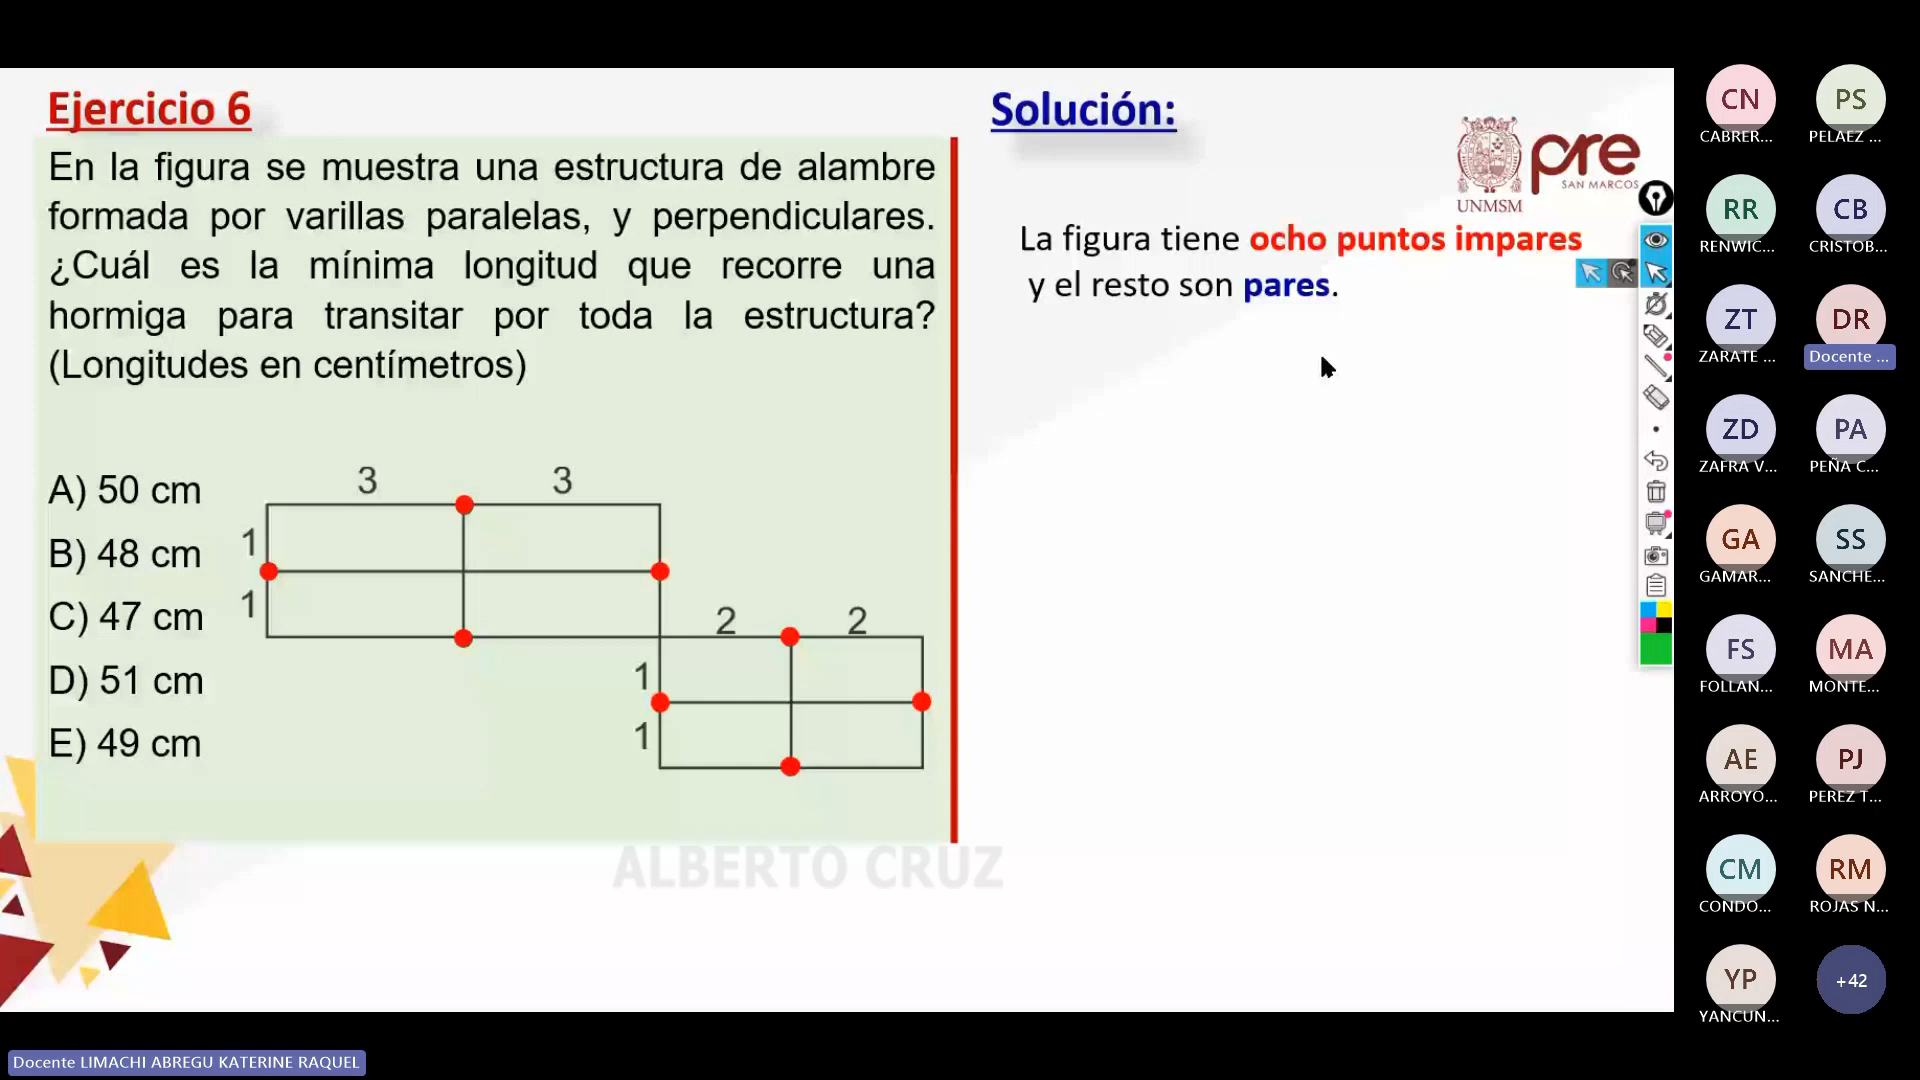 Ejercicio 6
En la figura se muestra una estructura de alambre
formada por varillas paralelas, y perpendiculares.
¿Cuál es la mínima longitud que recorre una
hormiga para transitar por toda la estructura?
(Longitudes en centímetros)
A) 50 cm
B) 48 cm
C) 47 cm
D) 51 cm
E) 49 cm
3 3
1
1
2 2
1
1
Solución:
UNMSM
pre
SAN MARCOS
La figura tiene ocho puntos impares
y el resto son pares.
ALBERTO CRUZ
CN
CABRER...
PS
PELAEZ ...
RR
RENWIC...
CB
CRISTOB...
ZT
ZARATE ...
DR
Docente ...
ZD
ZAFRA V...
PA
PEÑA C...
GA
GAMAR...
SS
SANCHE...
FS
FOLLAN...
MA
MONTE...
AE
ARROYO...
PJ
PEREZ T...
CM
CONDO...
RM
ROJAS N...
YP
YANCUN...
+42
Docente LIMACHI ABREGU KATERINE RAQUEL